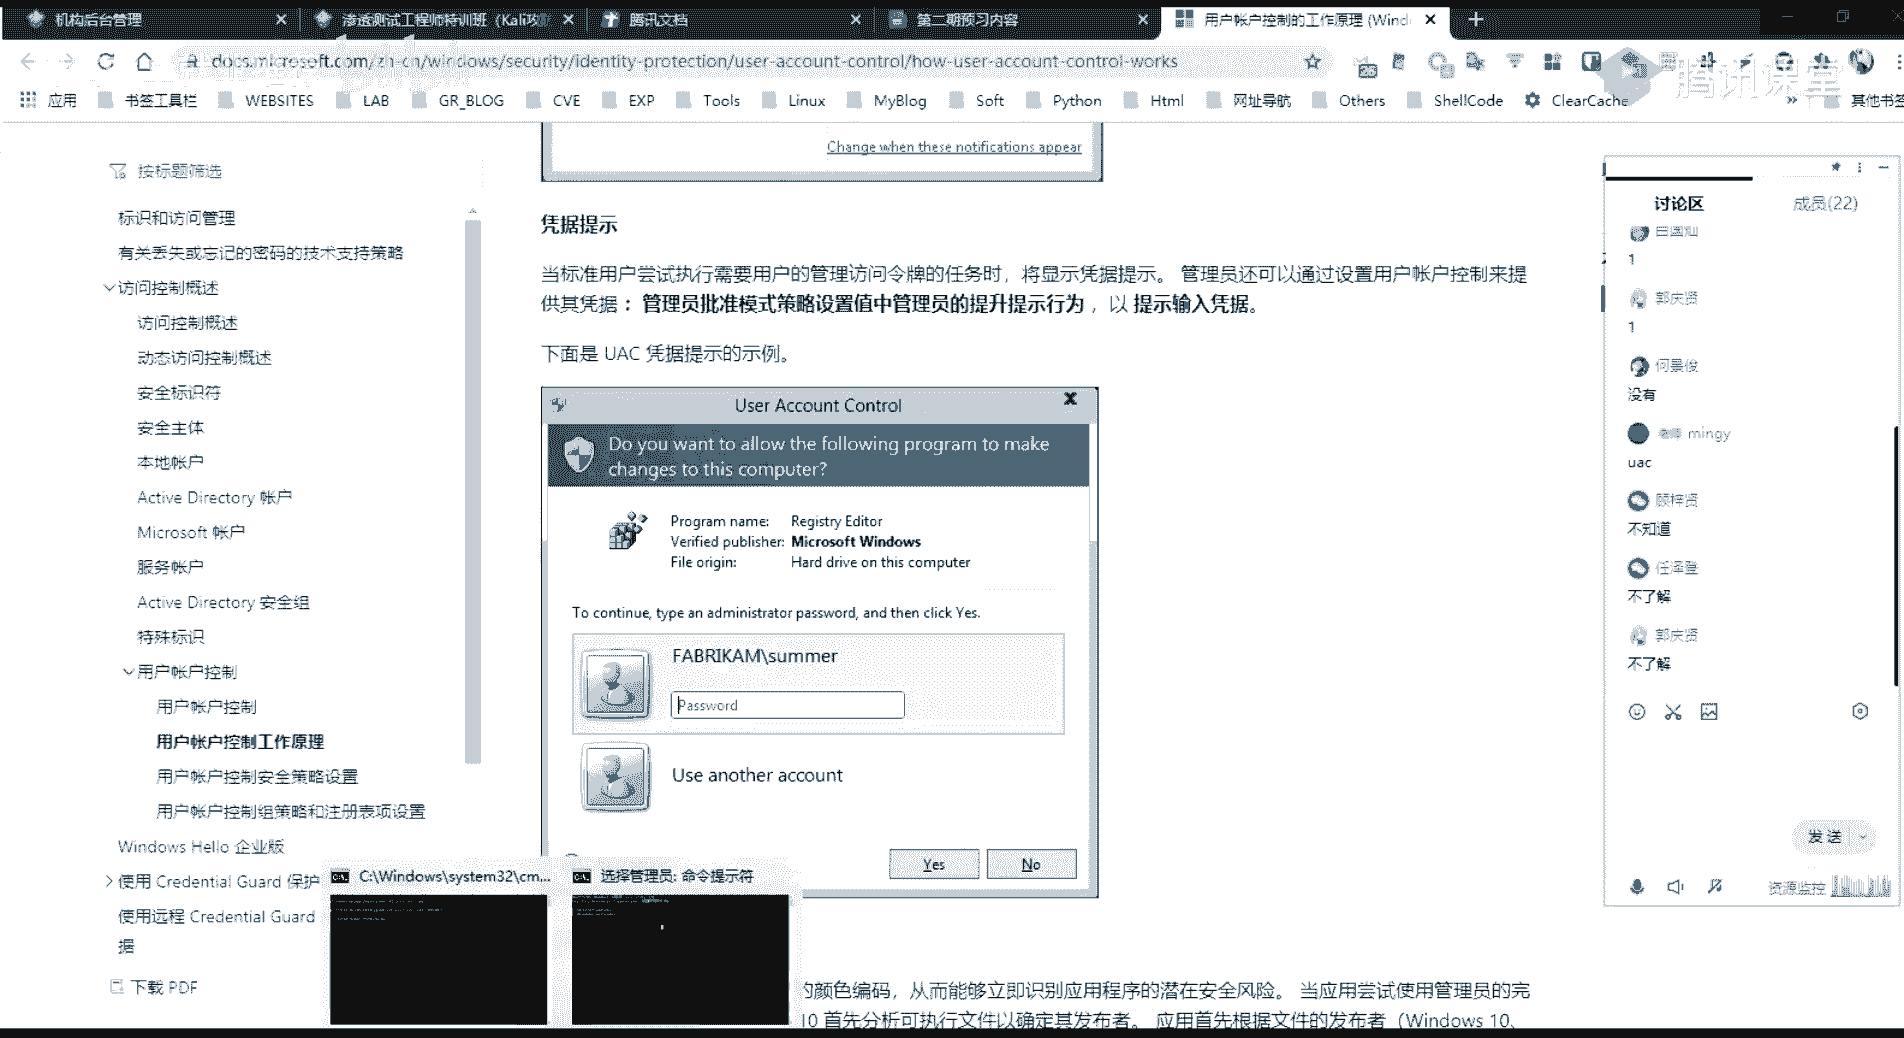 机构后台管理
渗透测试工程师特训班（Kali攻
腾讯文档
第二期预习内容
用户帐户控制的工作原理 (Wind
docs.microsoft.com/zh-cn/windows/security/identity-protection/user-account-control/how-user-account-control-works
应用
书签工具栏
WEBSITES
LAB
GR_BLOG
CVE
EXP
Tools
Linux
MyBlog
Soft
Python
Html
网址导航
Others
ShellCode
ClearCache
»
其他书签
腾讯课堂
按标题筛选
标识和访问管理
有关丢失或忘记的密码的技术支持策略
访问控制概述
访问控制概述
动态访问控制概述
安全标识符
安全主体
本地帐户
Active Directory 帐户
Microsoft 帐户
服务帐户
Active Directory 安全组
特殊标识
用户帐户控制
用户帐户控制
用户帐户控制工作原理
用户帐户控制安全策略设置
用户帐户控制组策略和注册表项设置
Windows Hello 企业版
使用 Credential Guard 保护
使用远程 Credential Guard
据
下载 PDF
Change when these notifications appear
凭据提示
当标准用户尝试执行需要用户的管理访问令牌的任务时，将显示凭据提示。 管理员还可以通过设置用户帐户控制来提
供其凭据： 管理员批准模式策略设置值中管理员的提升提示行为 ，以 提示输入凭据。
下面是 UAC 凭据提示的示例。
User Account Control
Do you want to allow the following program to make
changes to this computer?
Program name: Registry Editor
Verified publisher: Microsoft Windows
File origin: Hard drive on this computer
To continue, type an administrator password, and then click Yes.
FABRIKAM\summer
Password
Use another account
Yes
No
C:\Windows\system32\cm...
选择管理员: 命令提示符
的颜色编码，从而能够立即识别应用程序的潜在安全风险。 当应用尝试使用管理员的完
10 首先分析可执行文件以确定其发布者。 应用首先根据文件的发布者（Windows 10、
讨论区
成员(22)
1
郭庆贤
1
何景俊
没有
老师 mingy
uac
顾梓贤
不知道
任泽登
不了解
郭庆贤
不了解
发送
资源监控